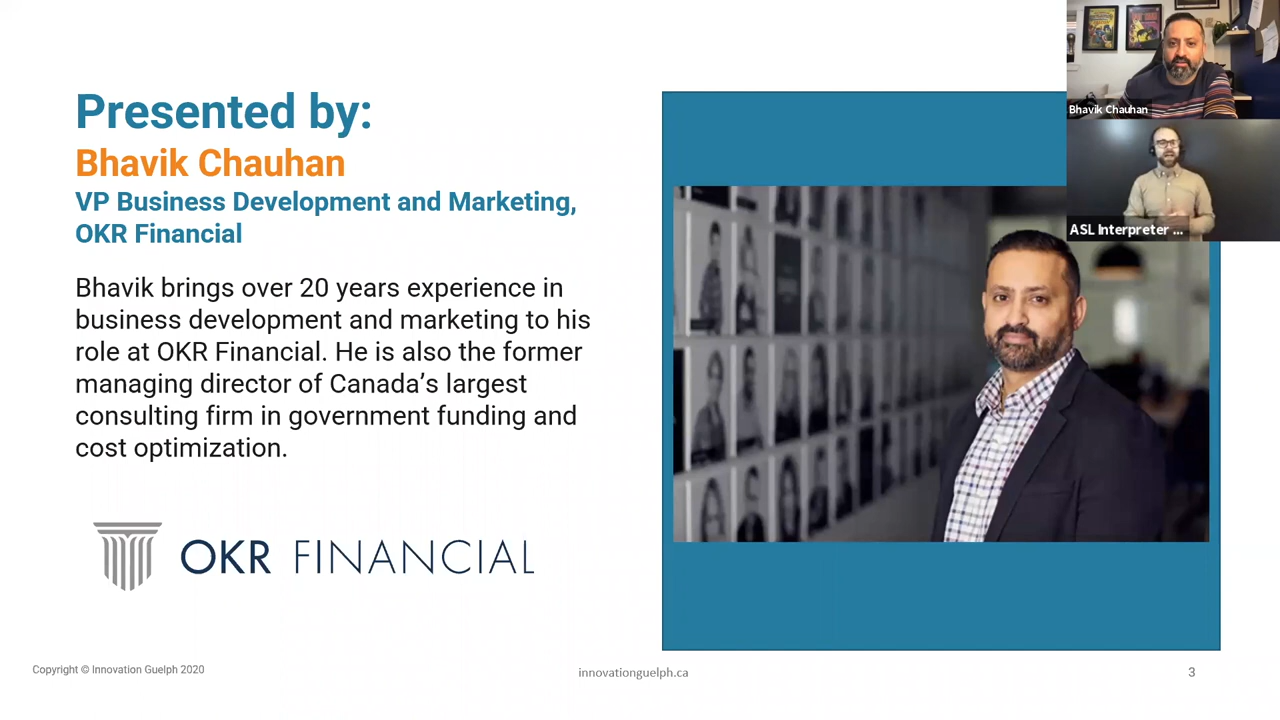 Presented by:
Bhavik Chauhan
VP Business Development and Marketing,
OKR Financial
Bhavik brings over 20 years experience in
business development and marketing to his
role at OKR Financial. He is also the former
managing director of Canada’s largest
consulting firm in government funding and
cost optimization.
OKR FINANCIAL
Bhavik Chauhan
ASL Interpreter ...
Copyright © Innovation Guelph 2020
innovationguelph.ca
3